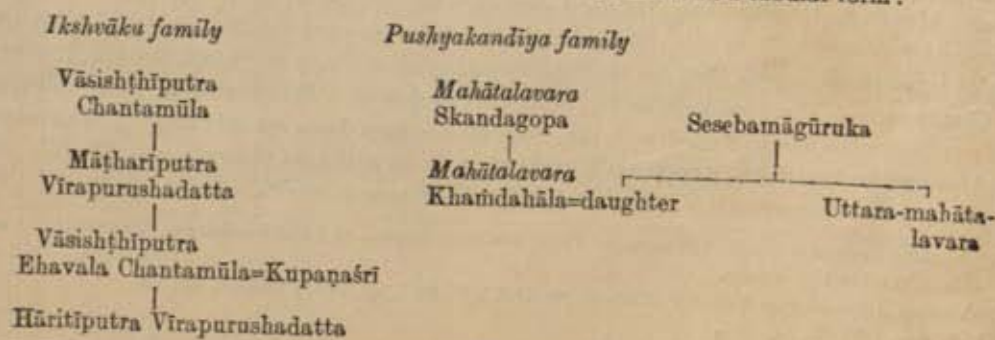 Ikshvāku family
Pushyakandīya family
Vāsishṭhīputra
Chantamūla
Māṭharīputra
Vīrapurushadatta
Vāsishṭhīputra
Ehavala Chantamūla=Kupaṇaśrī
Hāritīputra Vīrapurushadatta
Mahātalavara
Skandagopa
Mahātalavara
Khaṁdahāla=daughter
Sesebamāgūruka
Uttara-mahāta-
lavara